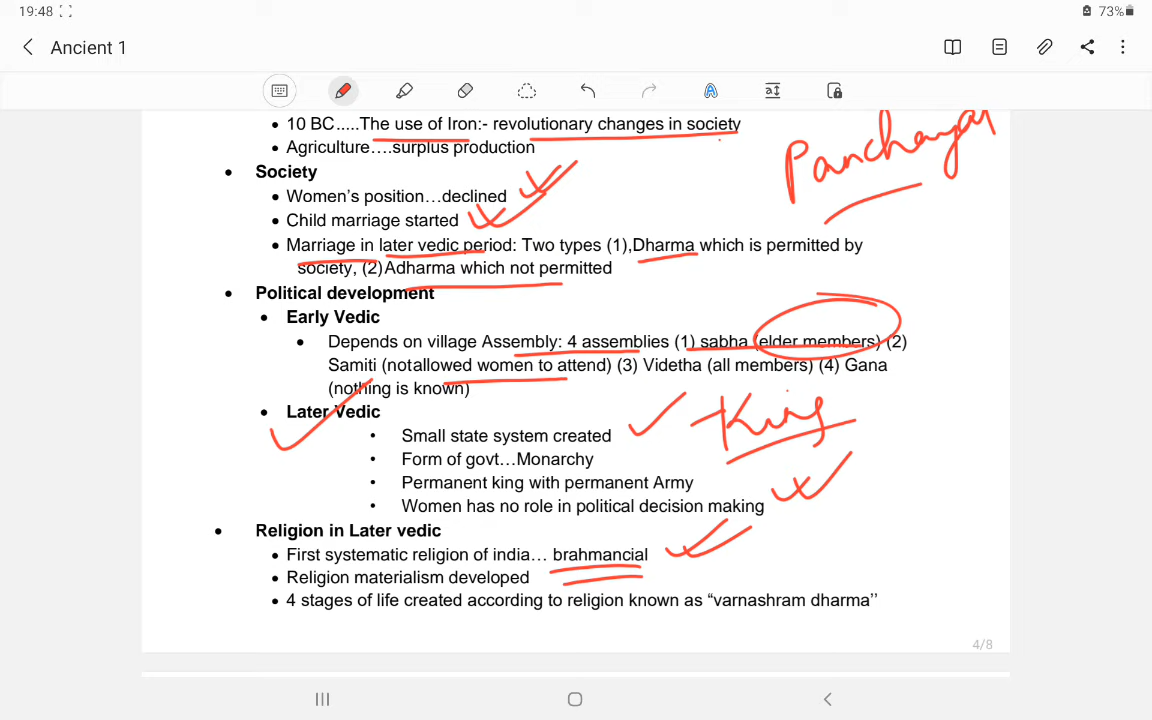 19:48
73%
Ancient 1
10 BC.....The use of Iron:- revolutionary changes in society
Agriculture....surplus production
Panchayat
Society
Women's position...declined
Child marriage started
Marriage in later vedic period: Two types (1),Dharma which is permitted by
society, (2)Adharma which not permitted
Political development
Early Vedic
Depends on village Assembly: 4 assemblies (1) sabha (elder members) (2)
Samiti (notallowed women to attend) (3) Videtha (all members) (4) Gana
(nothing is known)
Later Vedic
King
Small state system created
Form of govt...Monarchy
Permanent king with permanent Army
Women has no role in political decision making
Religion in Later vedic
First systematic religion of india... brahmancial
Religion materialism developed
4 stages of life created according to religion known as “varnashram dharma’’
4/8